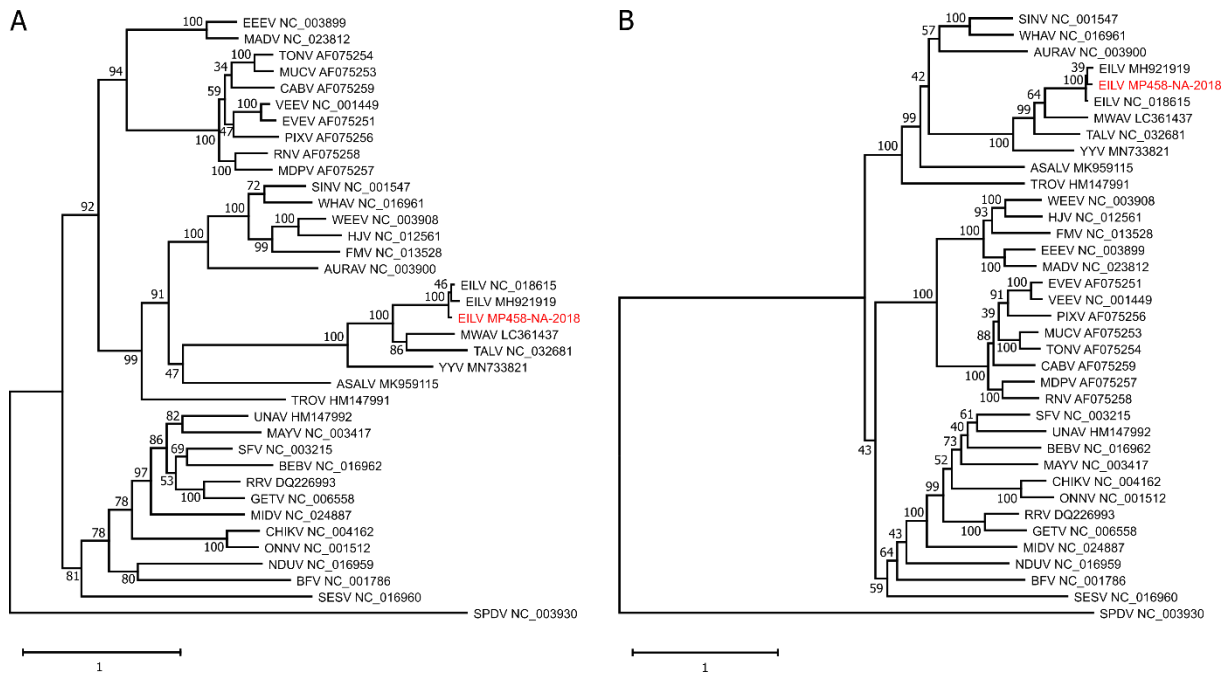 A
100
EEEV NC_003899
MADV NC_023812
94
100
TONV AF075254
34
MUCV AF075253
CABV AF075259
59
100
VEEV NC_001449
EVEV AF075251
47
PIXV AF075256
100
RNV AF075258
100
MDPV AF075257
92
72
SINV NC_001547
100
WHAV NC_016961
100
WEEV NC_003908
HJV NC_012561
99
FMV NC_013528
100
AURAV NC_003900
91
46
EILV NC_018615
100
EILV MH921919
EILV MP458-NA-2018
100
MWAV LC361437
86
TALV NC_032681
100
YYV MN733821
99
47
ASALV MK959115
TROV HM147991
82
UNAV HM147992
MAYV NC_003417
86
69
SFV NC_003215
BEBV NC_016962
97
53
RRV DQ226993
100
GETV NC_006558
78
MIDV NC_024887
CHIKV NC_004162
100
ONNV NC_001512
78
NDUV NC_016959
80
BFV NC_001786
81
SESV NC_016960
SPDV NC_003930
1
B
100
SINV NC_001547
57
WHAV NC_016961
AURAV NC_003900
42
39
EILV MH921919
100
EILV MP458-NA-2018
64
EILV NC_018615
99
MWAV LC361437
TALV NC_032681
100
YYV MN733821
99
ASALV MK959115
100
TROV HM147991
100
WEEV NC_003908
93
HJV NC_012561
FMV NC_013528
100
EEEV NC_003899
100
MADV NC_023812
100
EVEV AF075251
91
VEEV NC_001449
39
PIXV AF075256
MUCV AF075253
88
100
TONV AF075254
CABV AF075259
100
MDPV AF075257
100
RNV AF075258
43
61
SFV NC_003215
40
UNAV HM147992
73
BEBV NC_016962
52
MAYV NC_003417
CHIKV NC_004162
99
100
ONNV NC_001512
RRV DQ226993
100
100
GETV NC_006558
43
MIDV NC_024887
64
NDUV NC_016959
BFV NC_001786
59
SESV NC_016960
SPDV NC_003930
1